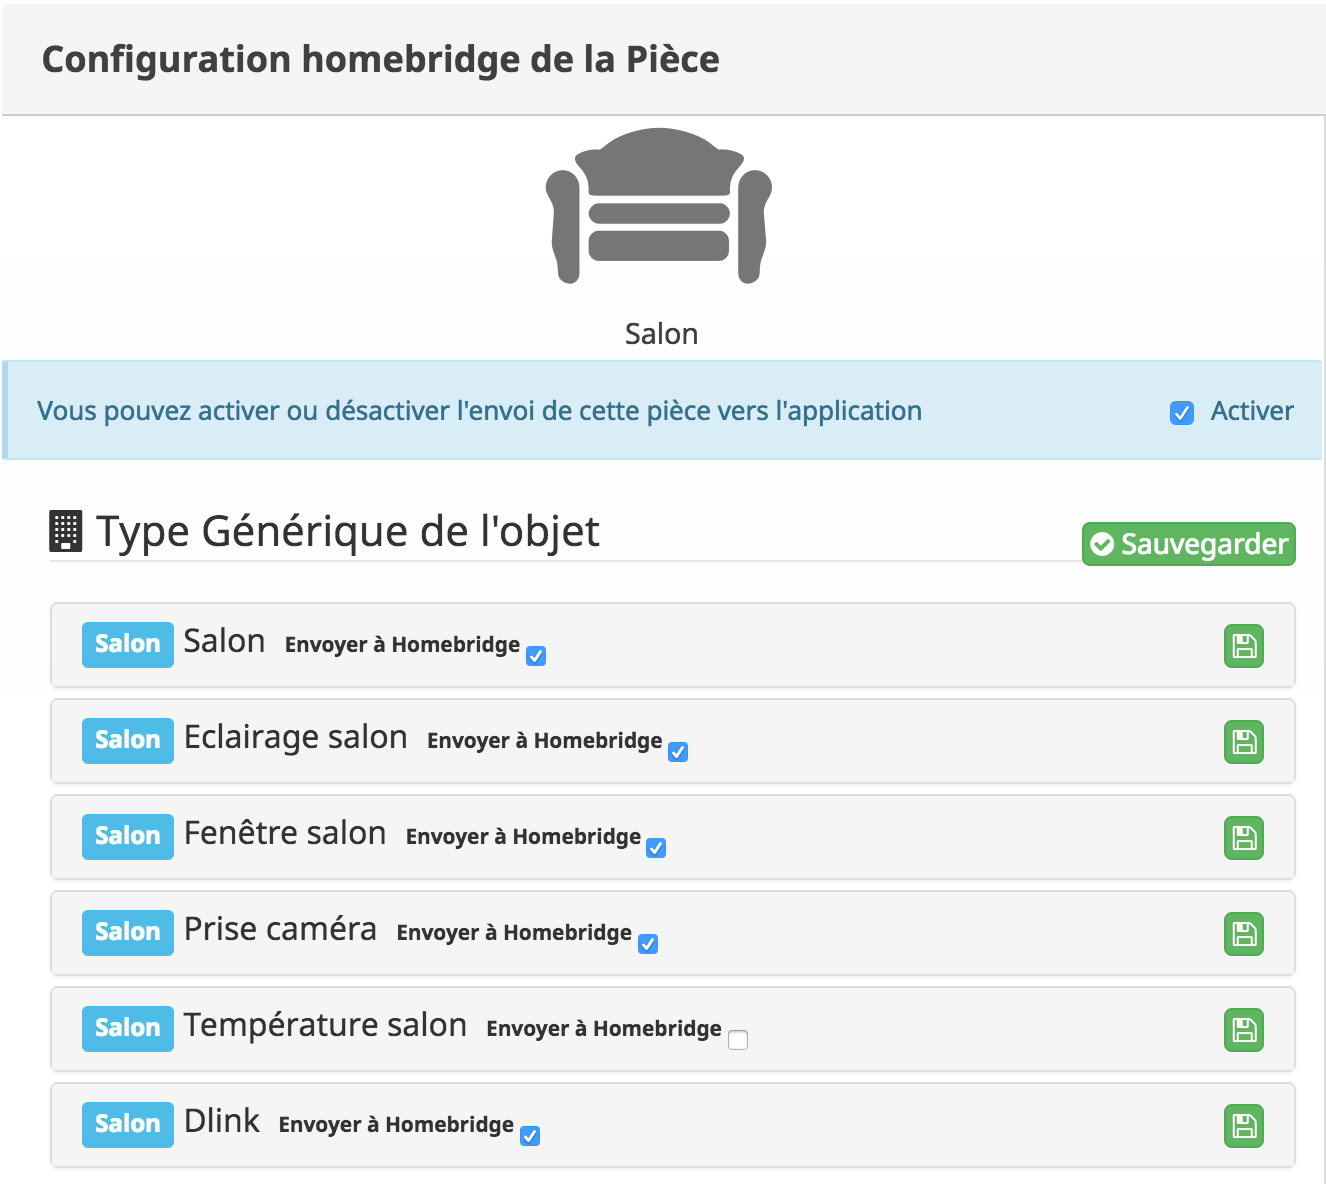 Configuration homebridge de la Pièce
Salon
Vous pouvez activer ou désactiver l'envoi de cette pièce vers l'application Activer
Type Générique de l'objet Sauvegarder
Salon Salon Envoyer à Homebridge
Salon Eclairage salon Envoyer à Homebridge
Salon Fenêtre salon Envoyer à Homebridge
Salon Prise caméra Envoyer à Homebridge
Salon Température salon Envoyer à Homebridge
Salon Dlink Envoyer à Homebridge